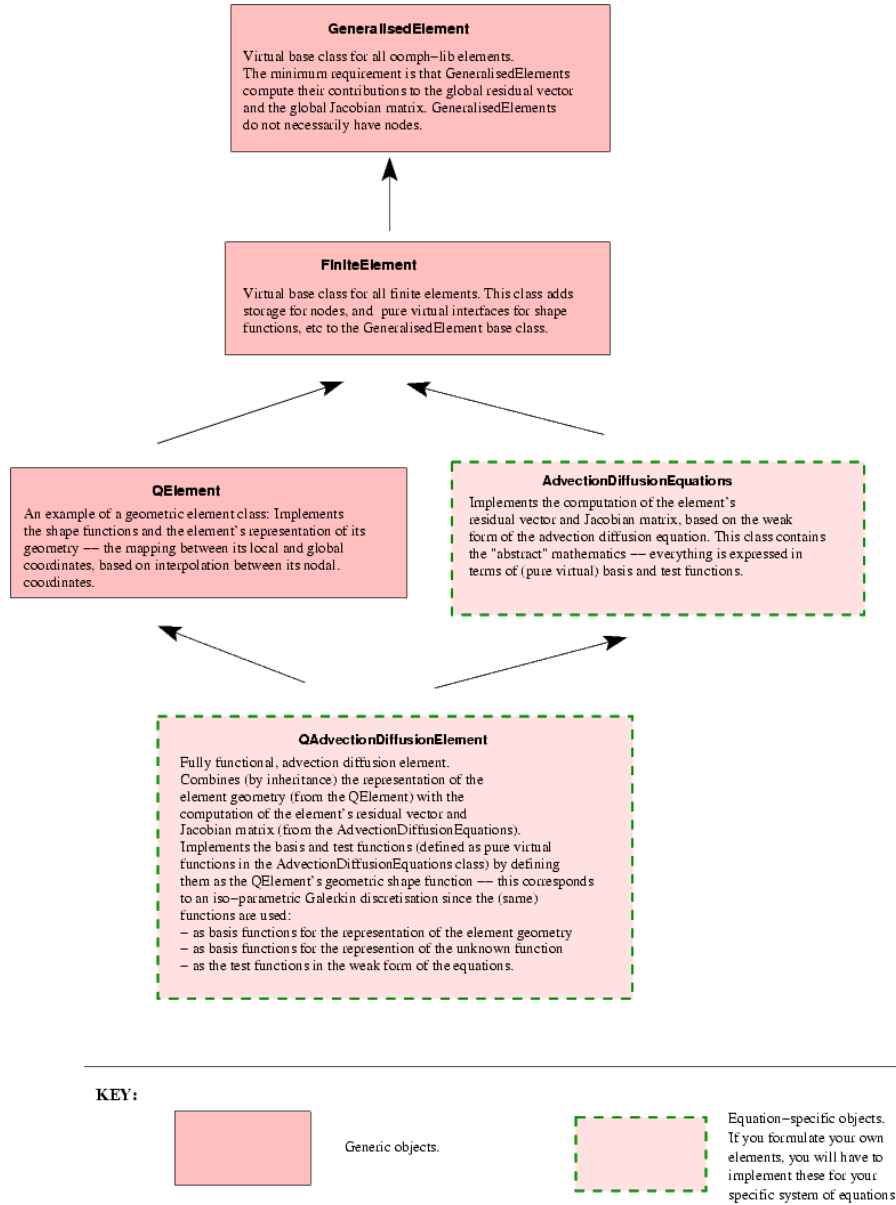 GeneralisedElement
Virtual base class for all oomph-lib elements.
The minimum requirement is that GeneralisedElements
compute their contributions to the global residual vector
and the global Jacobian matrix. GeneralisedElements
do not necessarily have nodes.
FiniteElement
Virtual base class for all finite elements. This class adds
storage for nodes, and pure virtual interfaces for shape
functions, etc to the GeneralisedElement base class.
QElement
An example of a geometric element class: Implements
the shape functions and the element's representation of its
geometry –– the mapping between its local and global
coordinates, based on interpolation between its nodal.
coordinates.
AdvectionDiffusionEquations
Implements the computation of the element's
residual vector and Jacobian matrix, based on the weak
form of the advection diffusion equation. This class contains
the "abstract" mathematics –– everything is expressed in
terms of (pure virtual) basis and test functions.
QAdvectionDiffusionElement
Fully functional, advection diffusion element.
Combines (by inheritance) the representation of the
element geometry (from the QElement) with the
computation of the element's residual vector and
Jacobian matrix (from the AdvectionDiffusionEquations).
Implements the basis and test functions (defined as pure virtual
functions in the AdvectionDiffusionEquations class) by defining
them as the QElement's geometric shape function –– this corresponds
to an iso-parametric Galerkin discretisation since the (same)
functions are used:
– as basis functions for the representation of the element geometry
– as basis functions for the represention of the unknown function
– as the test functions in the weak form of the equations.
KEY:
Generic objects.
Equation-specific objects.
If you formulate your own
elements, you will have to
implement these for your
specific system of equations